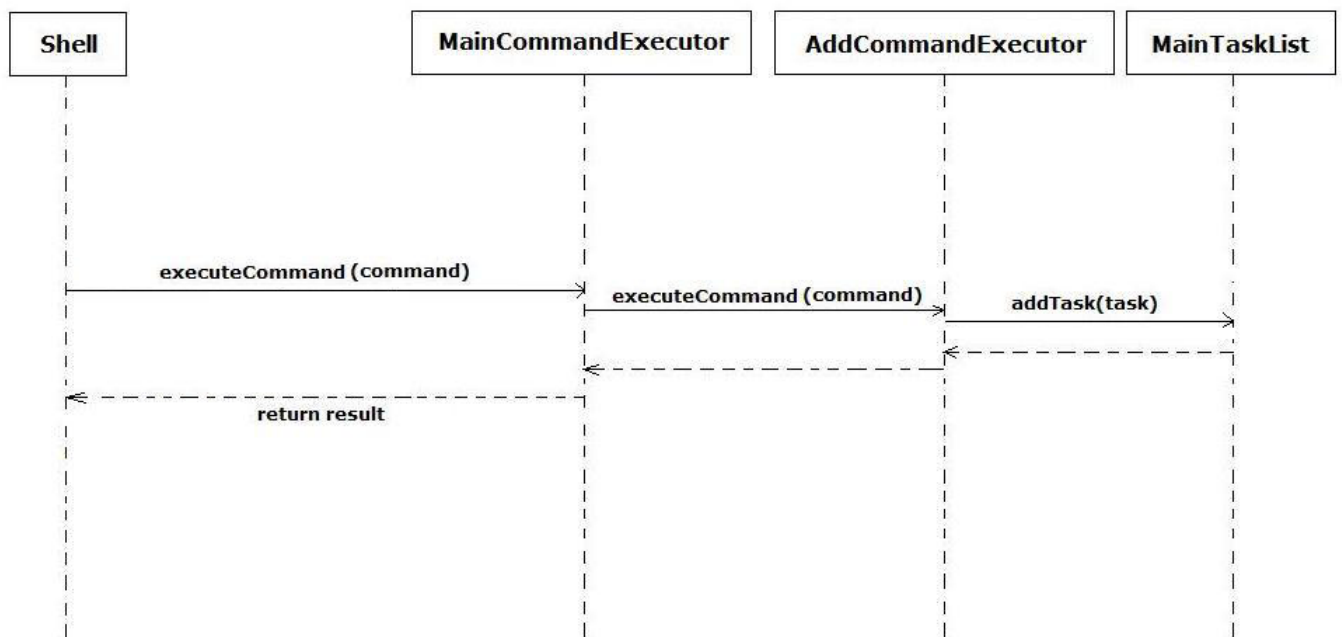 Shell
MainCommandExecutor
AddCommandExecutor
MainTaskList
executeCommand (command)
executeCommand (command)
addTask(task)
return result